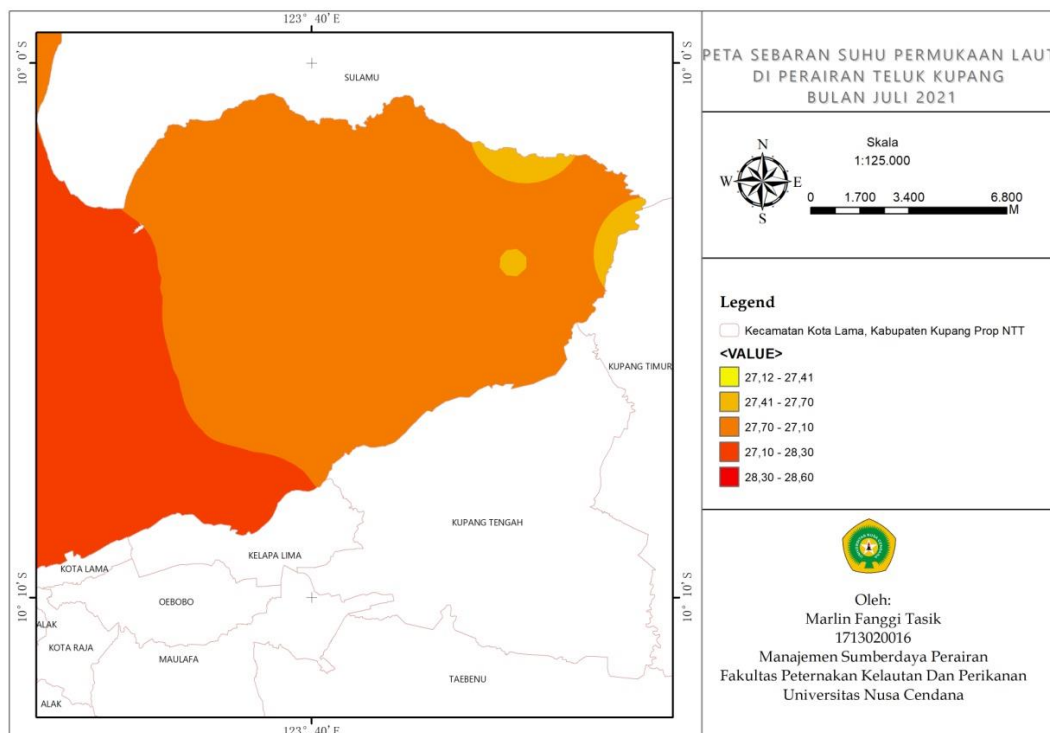 123° 40' E
10° 0' S
10° 0' S
SULAMU
KUPANG TIMUR
KUPANG TENGAH
KELAPA LIMA
KOTA LAMA
OEBOBO
10° 10' S
10° 10' S
ALAK
KOTA RAJA
MAULAFA
TAEBENU
ALAK
123° 40' E
PETA SEBARAN SUHU PERMUKAAN LAUT
DI PERAIRAN TELUK KUPANG
BULAN JULI 2021
N
W E
S
Skala
1:125.000
0 1.700 3.400 6.800
M
Legend
Kecamatan Kota Lama, Kabupaten Kupang Prop NTT
<VALUE>
27,12 - 27,41
27,41 - 27,70
27,70 - 27,10
27,10 - 28,30
28,30 - 28,60
Oleh:
Marlin Fanggi Tasik
1713020016
Manajemen Sumberdaya Perairan
Fakultas Peternakan Kelautan Dan Perikanan
Universitas Nusa Cendana